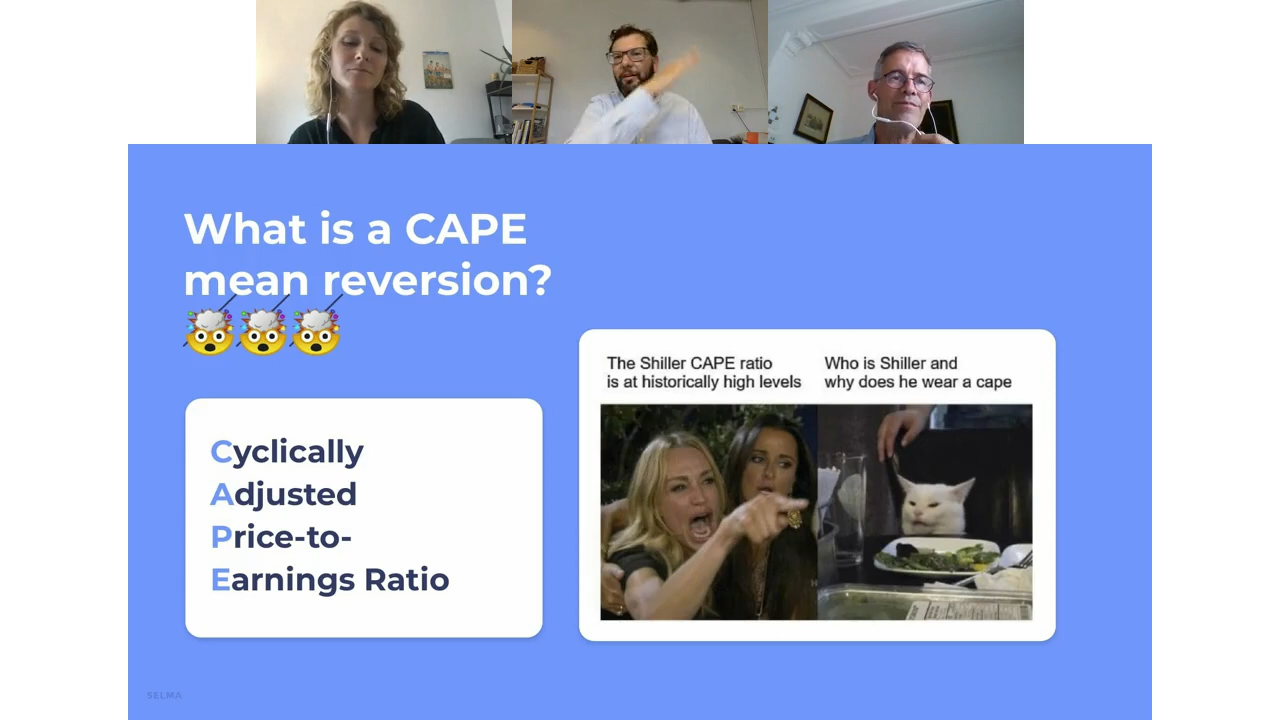 What is a CAPE
mean reversion?
🤯🤯🤯
Cyclically
Adjusted
Price-to-
Earnings Ratio
The Shiller CAPE ratio
is at historically high levels
Who is Shiller and
why does he wear a cape
SELMA